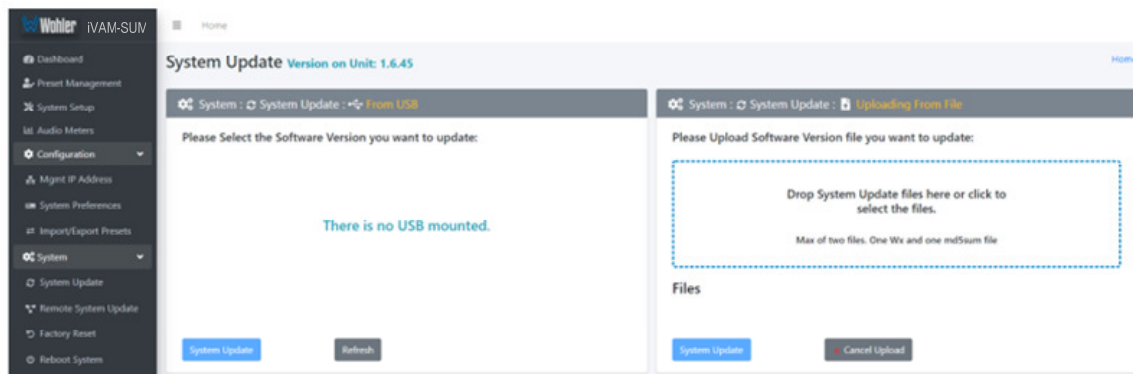 Wohler iVAM-SUM
Home
Dashboard
Preset Management
System Setup
Audio Meters
Configuration
Mgmt IP Address
System Preferences
Import/Export Presets
System
System Update
Remote System Update
Factory Reset
Reboot System
System Update Version on Unit: 1.6.45
Home
System : System Update : From USB
Please Select the Software Version you want to update:
There is no USB mounted.
System Update
Refresh
System : System Update : Uploading From File
Please Upload Software Version file you want to update:
Drop System Update files here or click to
select the files.
Max of two files. One Wx and one md5sum file
Files
System Update
Cancel Upload